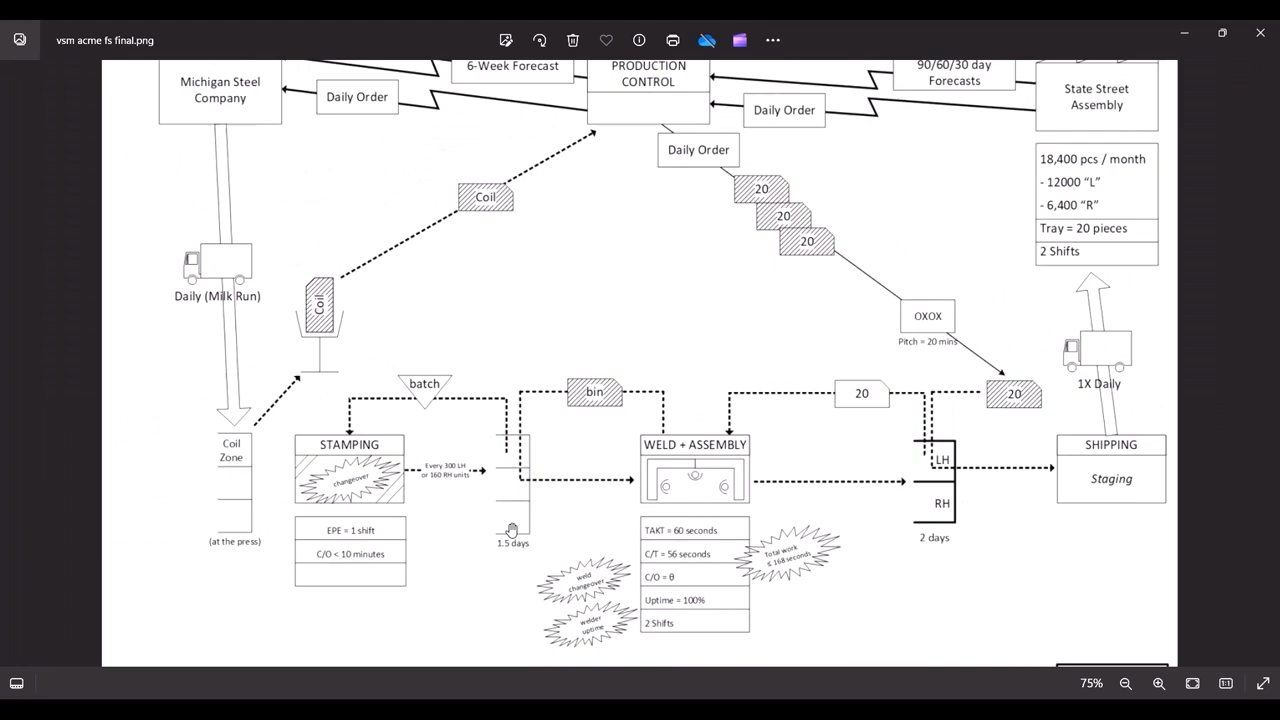 vsm acme fs final.png
Michigan Steel
Company
Daily Order
6-Week Forecast
PRODUCTION
CONTROL
90/60/30 day
Forecasts
Daily Order
State Street
Assembly
Daily Order
18,400 pcs / month
- 12000 “L”
- 6,400 “R”
Tray = 20 pieces
2 Shifts
Coil
20
20
20
Daily (Milk Run)
Coil
OXOX
Pitch = 20 mins
1X Daily
batch
bin
20
20
Coil
Zone
(at the press)
STAMPING
changeover
EPE = 1 shift
C/O < 10 minutes
Every 300 LH
or 160 RH units
1.5 days
WELD + ASSEMBLY
TAKT = 60 seconds
C/T = 56 seconds
C/O = θ
Uptime = 100%
2 Shifts
weld
changeover
welder
uptime
Total work
≤ 168 seconds
LH
RH
2 days
SHIPPING
Staging
75%
1:1